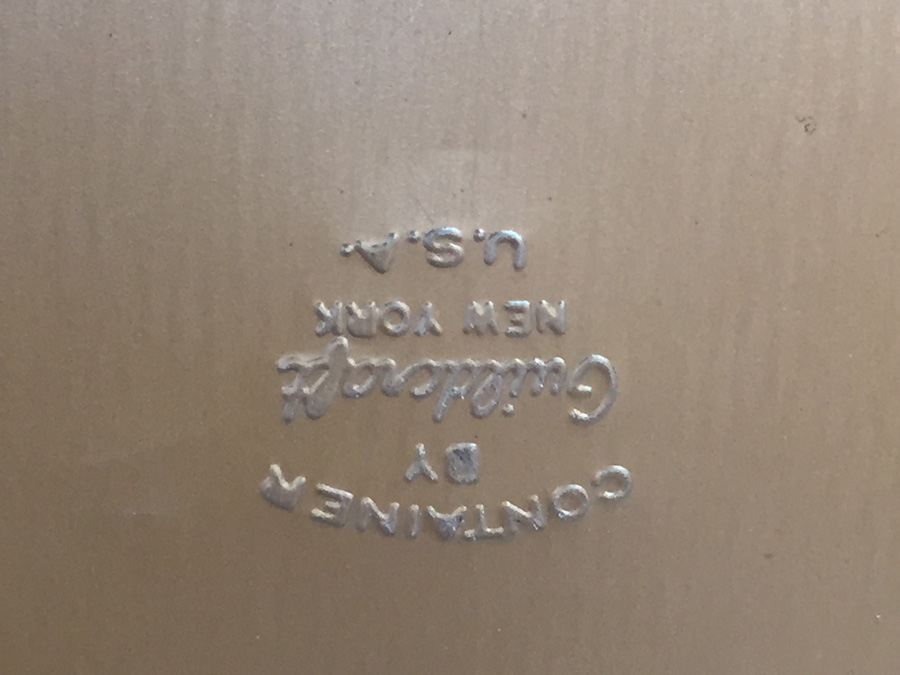 CONTAINER
BY
Guildcraft
NEW YORK
U.S.A.